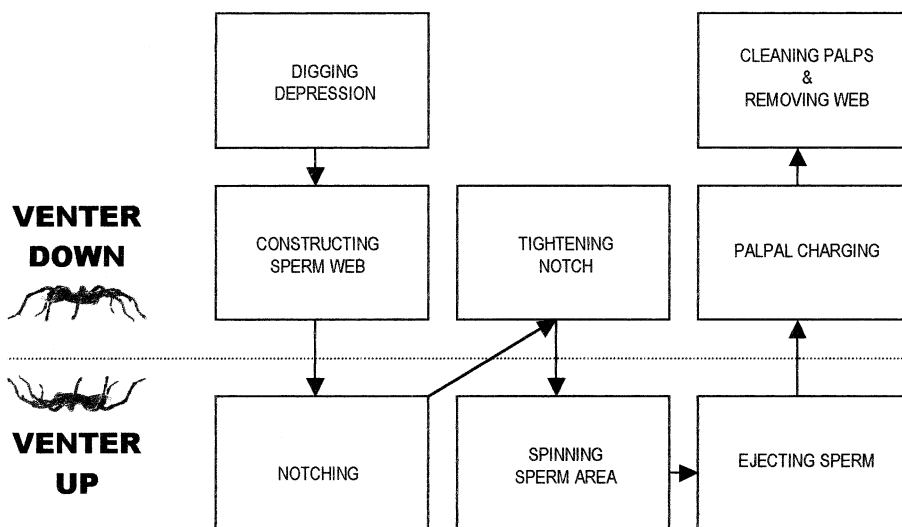 DIGGING
DEPRESSION
CLEANING PALPS
&
REMOVING WEB
VENTER
DOWN
CONSTRUCTING
SPERM WEB
TIGHTENING
NOTCH
PALPAL CHARGING
VENTER
UP
NOTCHING
SPINNING
SPERM AREA
EJECTING SPERM